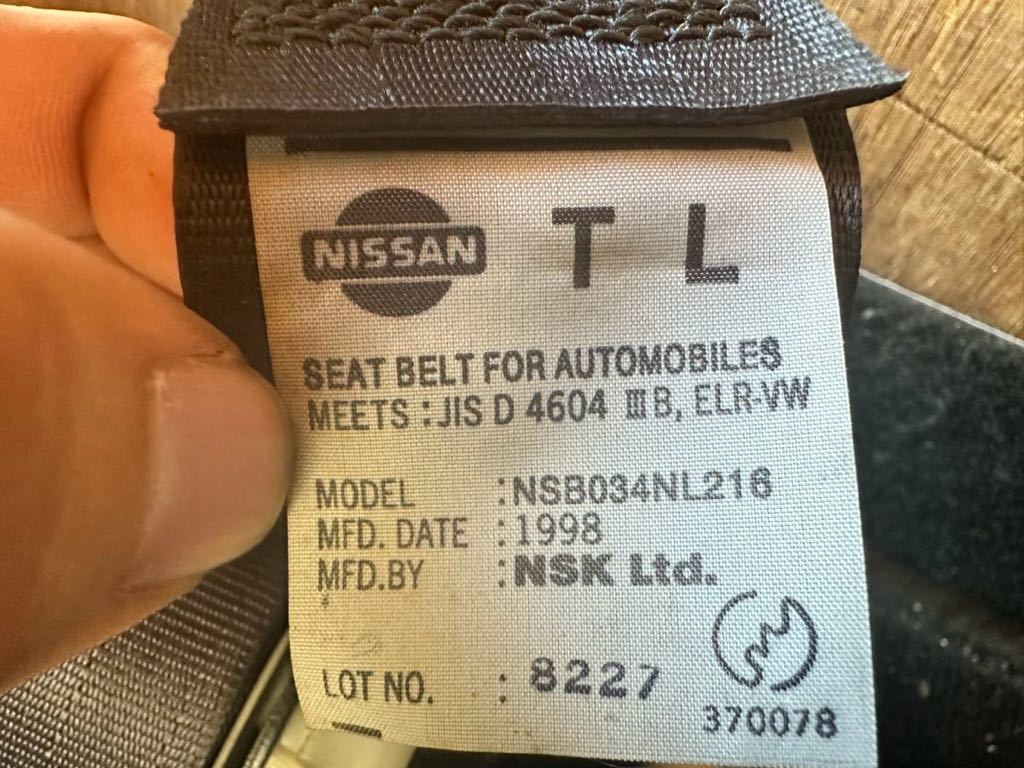 NISSAN T L
SEAT BELT FOR AUTOMOBILES
MEETS : JIS D 4604 ⅢB, ELR-VW
MODEL :NSB034NL216
MFD. DATE :1998
MFD.BY :NSK Ltd.
LOT NO. : 8227
370078